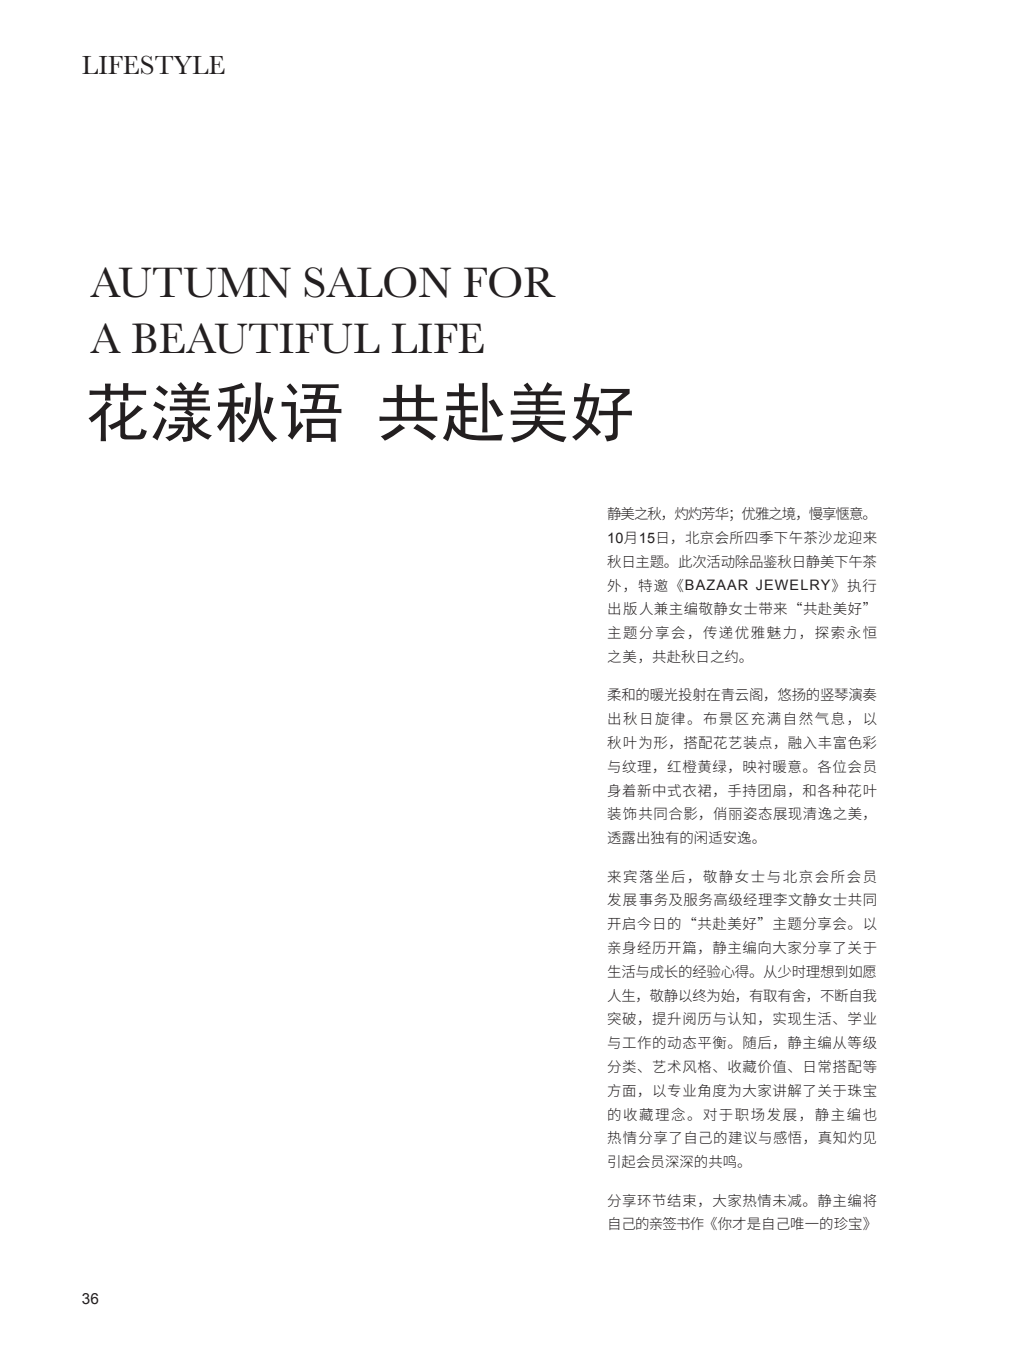 LIFESTYLE
AUTUMN SALON FOR
A BEAUTIFUL LIFE
花漾秋语 共赴美好
静美之秋，灼灼芳华；优雅之境，慢享惬意。
10月15日，北京会所四季下午茶沙龙迎来
秋日主题。此次活动除品鉴秋日静美下午茶
外，特邀《BAZAAR JEWELRY》执行
出版人兼主编敬静女士带来“共赴美好”
主题分享会，传递优雅魅力，探索永恒
之美，共赴秋日之约。
柔和的暖光投射在青云阁，悠扬的竖琴演奏
出秋日旋律。布景区充满自然气息，以
秋叶为形，搭配花艺装点，融入丰富色彩
与纹理，红橙黄绿，映衬暖意。各位会员
身着新中式衣裙，手持团扇，和各种花叶
装饰共同合影，俏丽姿态展现清逸之美，
透露出独有的闲适安逸。
来宾落坐后，敬静女士与北京会所会员
发展事务及服务高级经理李文静女士共同
开启今日的“共赴美好”主题分享会。以
亲身经历开篇，静主编向大家分享了关于
生活与成长的经验心得。从少时理想到如愿
人生，敬静以终为始，有取有舍，不断自我
突破，提升阅历与认知，实现生活、学业
与工作的动态平衡。随后，静主编从等级
分类、艺术风格、收藏价值、日常搭配等
方面，以专业角度为大家讲解了关于珠宝
的收藏理念。对于职场发展，静主编也
热情分享了自己的建议与感悟，真知灼见
引起会员深深的共鸣。
分享环节结束，大家热情未减。静主编将
自己的亲签书作《你才是自己唯一的珍宝》
36